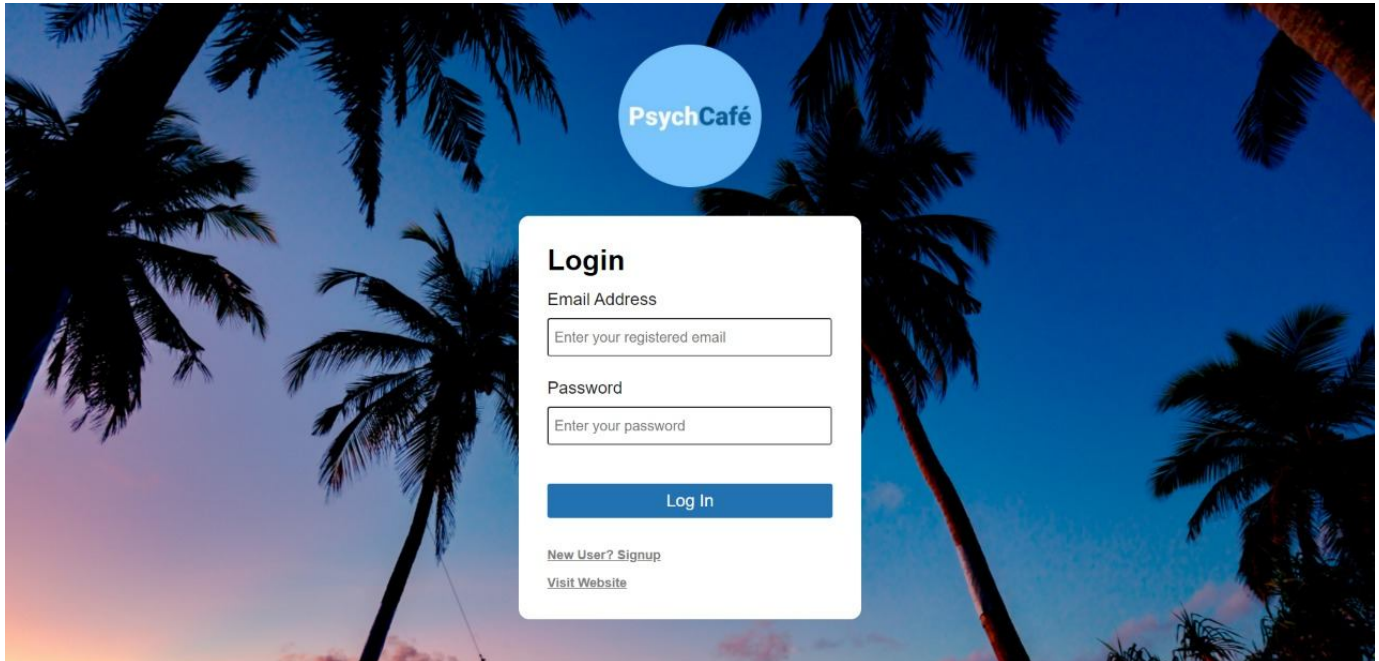 PsychCafé
Login
Email Address
Enter your registered email
Password
Enter your password
Log In
New User? Signup
Visit Website